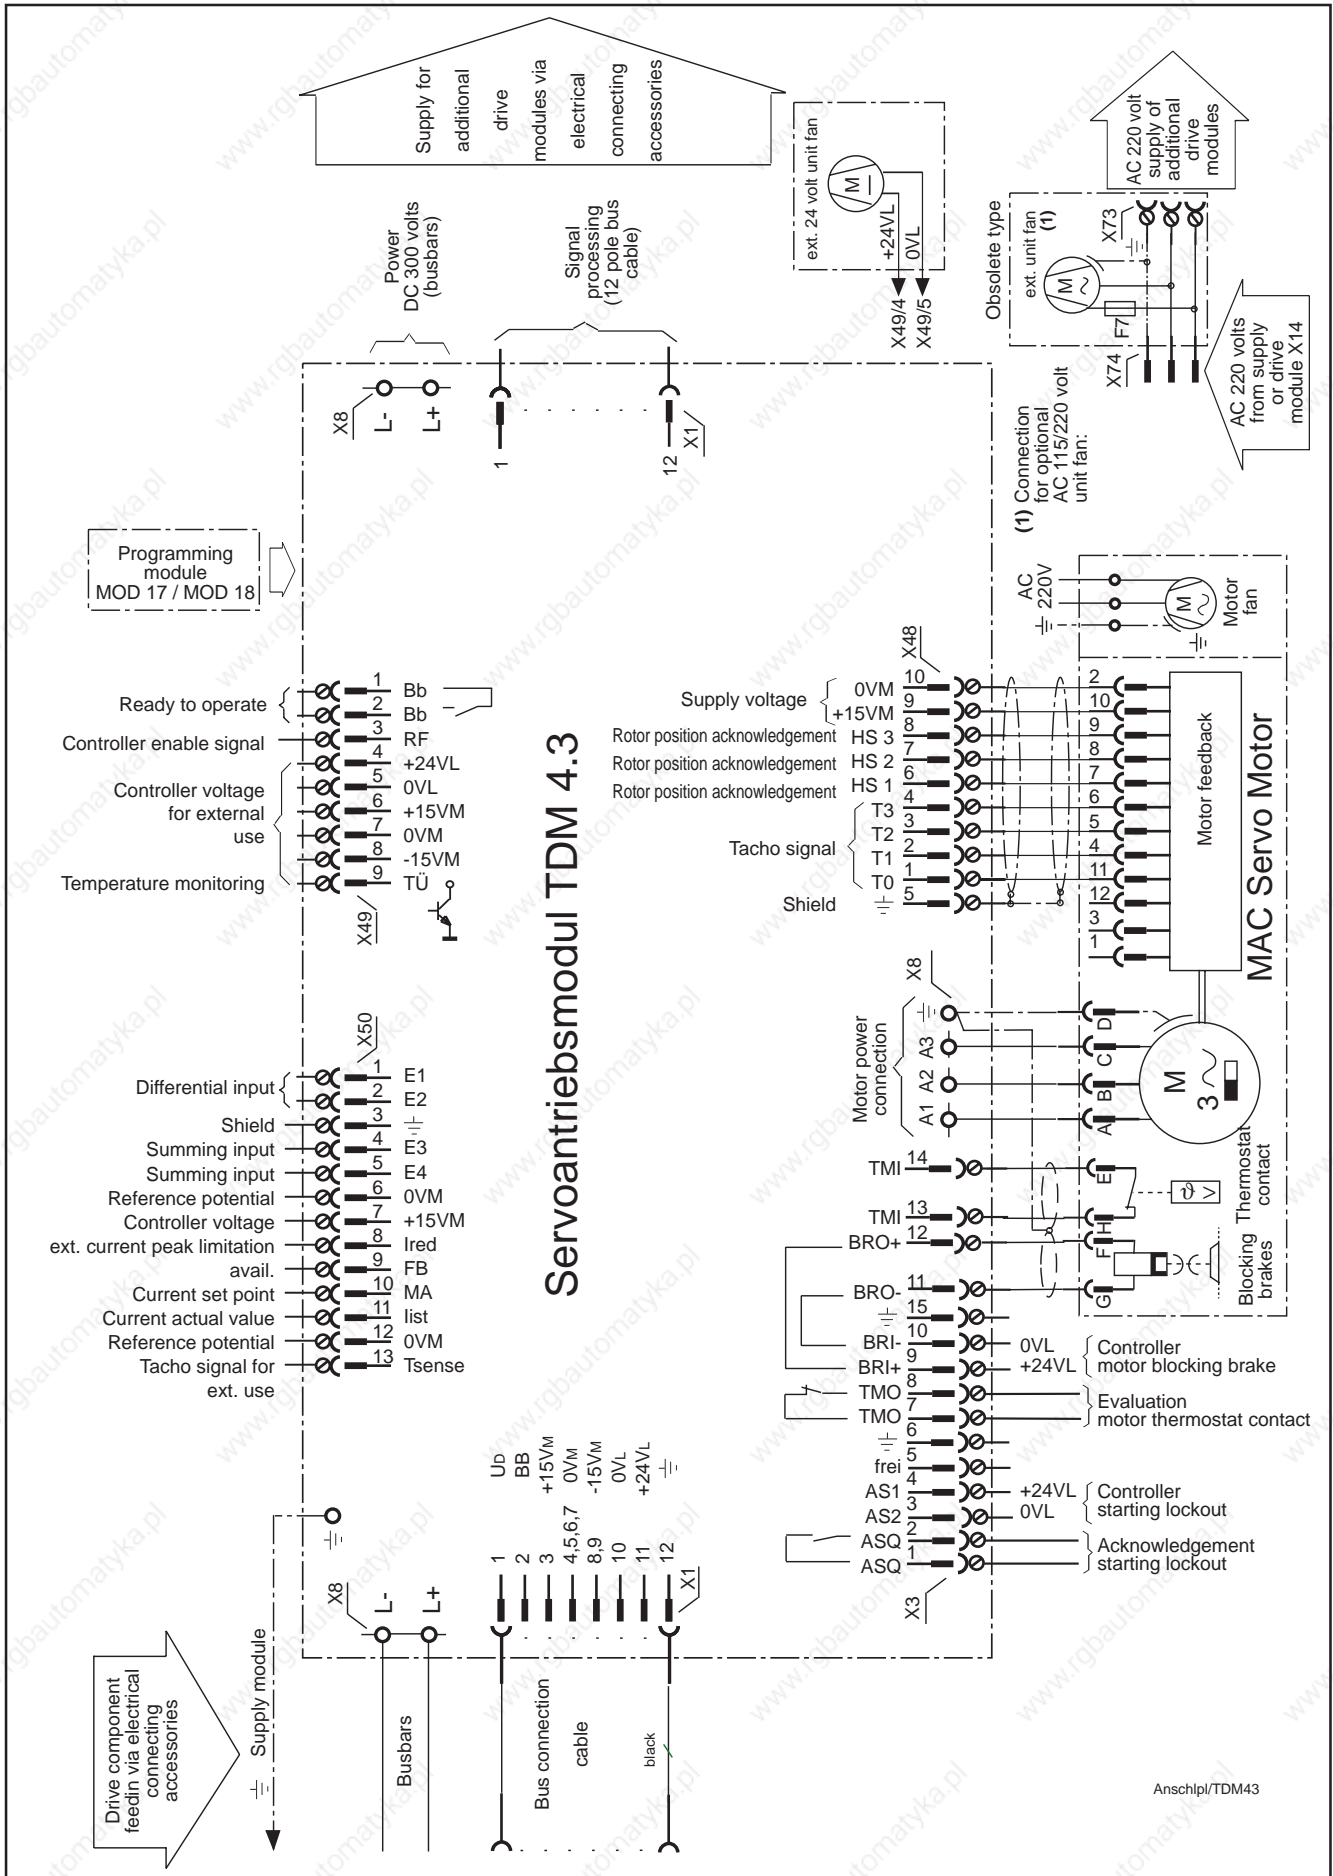 Supply for
additional
drive
modules via
electrical
connecting
accessories
Power
DC 300 volts
(busbars)
Signal
processing
(12 pole bus
cable)
ext. 24 volt unit fan
M
+24VL
0VL
X49/4
X49/5
AC 220 volt
supply of
additional
drive
modules
Obsolete type
ext. unit fan
(1)
X73
M
F7
X74
AC 220 volts
from supply
or drive
module X14
(1) Connection
for optional
AC 115/220 volt
unit fan:
X8
L-
L+
1
12
X1
Programming
module
MOD 17 / MOD 18
AC
220V
M
Motor
fan
Ready to operate
1 Bb
2 Bb
Controller enable signal 3 RF
Controller voltage
for external
use
4 +24VL
5 0VL
6 +15VM
7 0VM
8 -15VM
Temperature monitoring 9 TÜ
X49
Servoantriebsmodul TDM 4.3
X48
Supply voltage
0VM 10 2
+15VM 9 10
Rotor position acknowledgement HS 3 8 9
Rotor position acknowledgement HS 2 7 8
Rotor position acknowledgement HS 1 6 7
Tacho signal
T3 4 6
T2 3 5
T1 2 4
T0 1 11
Shield 5 12
3
1
Motor feedback
MAC Servo Motor
X50
Differential input
1 E1
2 E2
Shield 3
Summing input 4 E3
Summing input 5 E4
Reference potential 6 0VM
Controller voltage 7 +15VM
ext. current peak limitation 8 Ired
avail. 9 FB
Current set point 10 MA
Current actual value 11 Iist
Reference potential 12 0VM
Tacho signal for 13 Tsense
ext. use
X8
Motor power
connection
A3
A2
A1
D
C
B
A
M
3
TMI 14 E
TMI 13 H
BRO+ 12 F
BRO- 11 G
15
BRI- 10 0VL
BRI+ 9 +24VL
Controller
motor blocking brake
TMO 8
TMO 7
Evaluation
motor thermostat contact
6
frei 5
AS1 4 +24VL
AS2 3 0VL
Controller
starting lockout
ASQ 2
ASQ 1
Acknowledgement
starting lockout
X3
Thermostat
contact
ϑ >
Blocking
brakes
UD
BB
+15VM
0VM
-15VM
0VL
+24VL
1
2
3
4,5,6,7
8,9
10
11
12
X1
X8
L-
L+
Drive component
feedin via electrical
connecting
accessories
Supply module
Busbars
Bus connection
cable
black
Anschlpl/TDM43
www.rgbautomatyka.pl